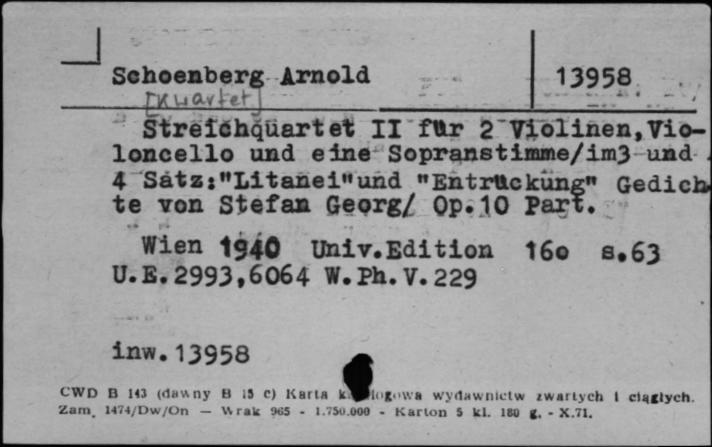 Schoenberg Arnold 13958
[Kwartet]
Streichquartet II für 2 Violinen,Vio-
loncello und eine Sopranstimme/im3 und
4 Satz:"Litanei"und "Entrückung" Gedich-
te von Stefan Georg/ Op.10 Part.
Wien 1940 Univ.Edition 16o s.63
U.E.2993,6064 W.Ph.V.229
inw.13958
CWD B 143 (dawny B 15 c) Karta katalogowa wydawnictw zwartych i ciągłych.
Zam. 1474/Dw/On — Wrak 965 - 1.750.000 - Karton 5 kl. 180 g. - X.71.